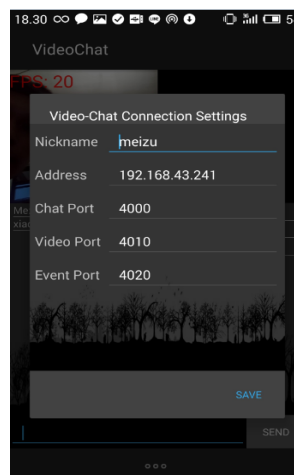 18.30
VideoChat
FPS: 20
Video-Chat Connection Settings
Nickname meizu
Address 192.168.43.241
Chat Port 4000
Video Port 4010
Event Port 4020
SAVE
SEND